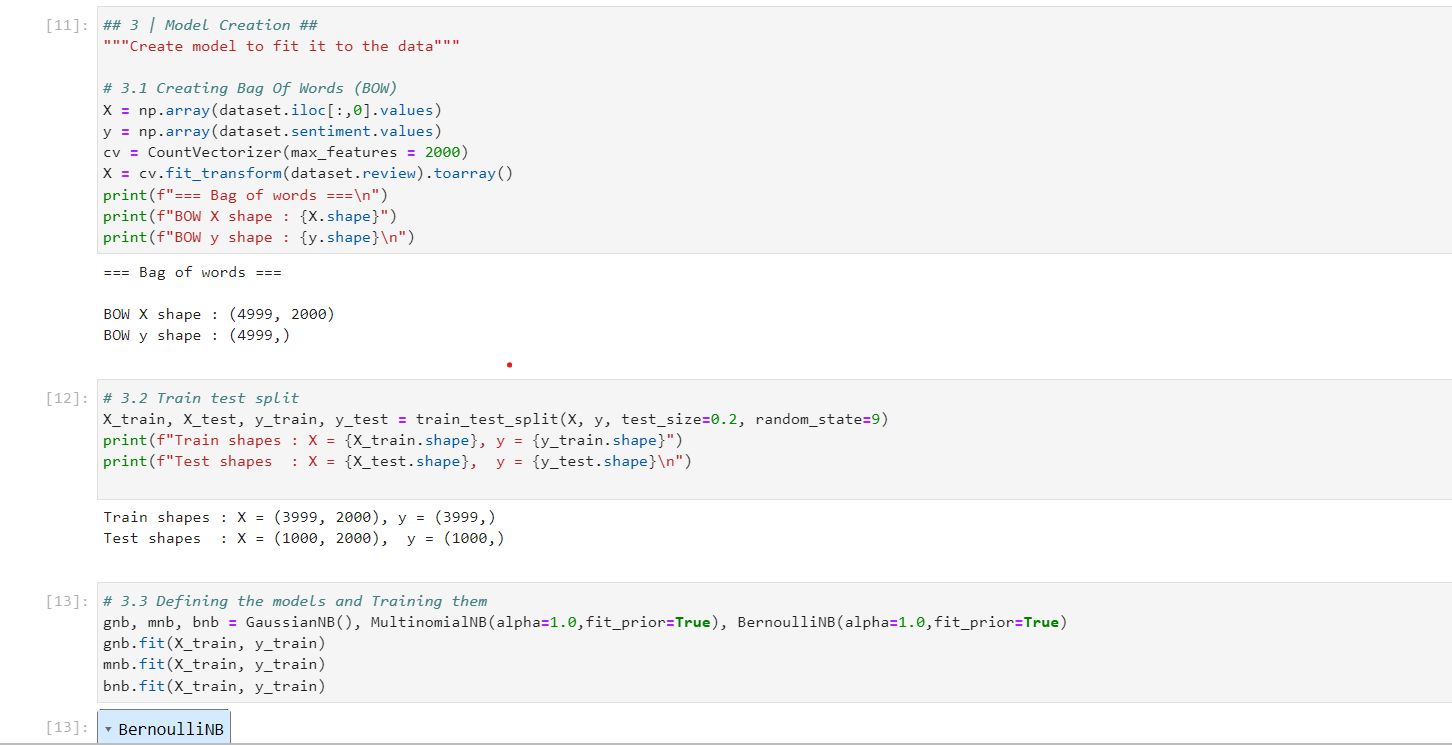 [11]: ## 3 | Model Creation ##
"""Create model to fit it to the data"""
# 3.1 Creating Bag Of Words (BOW)
X = np.array(dataset.iloc[:,0].values)
y = np.array(dataset.sentiment.values)
cv = CountVectorizer(max_features = 2000)
X = cv.fit_transform(dataset.review).toarray()
print(f"=== Bag of words ===\n")
print(f"BOW X shape : {X.shape}")
print(f"BOW y shape : {y.shape}\n")
=== Bag of words ===
BOW X shape : (4999, 2000)
BOW y shape : (4999,)
[12]: # 3.2 Train test split
X_train, X_test, y_train, y_test = train_test_split(X, y, test_size=0.2, random_state=9)
print(f"Train shapes : X = {X_train.shape}, y = {y_train.shape}")
print(f"Test shapes  : X = {X_test.shape},  y = {y_test.shape}\n")
Train shapes : X = (3999, 2000), y = (3999,)
Test shapes  : X = (1000, 2000),  y = (1000,)
[13]: # 3.3 Defining the models and Training them
gnb, mnb, bnb = GaussianNB(), MultinomialNB(alpha=1.0,fit_prior=True), BernoulliNB(alpha=1.0,fit_prior=True)
gnb.fit(X_train, y_train)
mnb.fit(X_train, y_train)
bnb.fit(X_train, y_train)
[13]: ▾ BernoulliNB